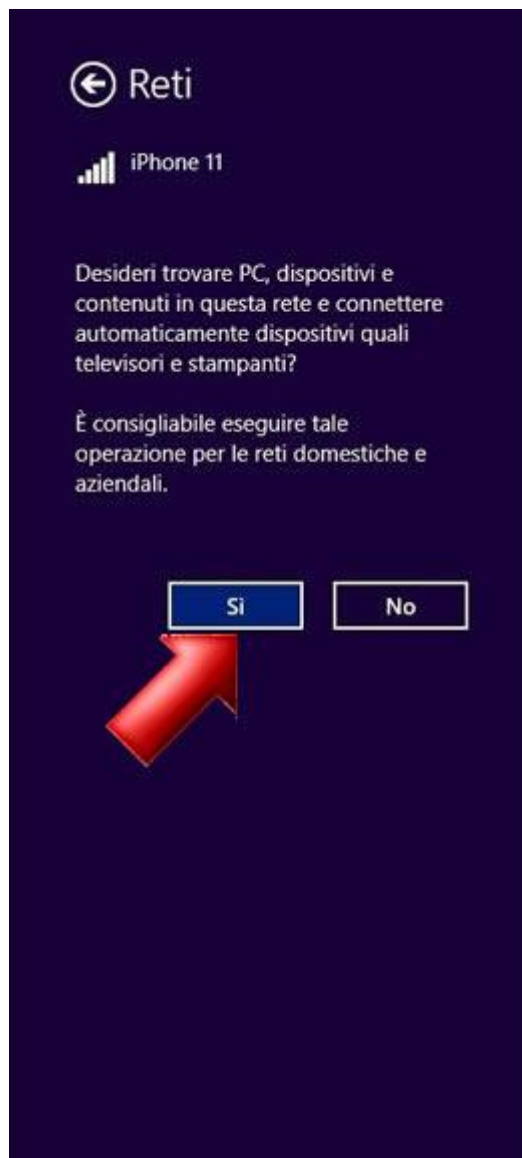 Reti
iPhone 11
Desideri trovare PC, dispositivi e
contenuti in questa rete e connettere
automaticamente dispositivi quali
televisori e stampanti?
È consigliabile eseguire tale
operazione per le reti domestiche e
aziendali.
Sì No